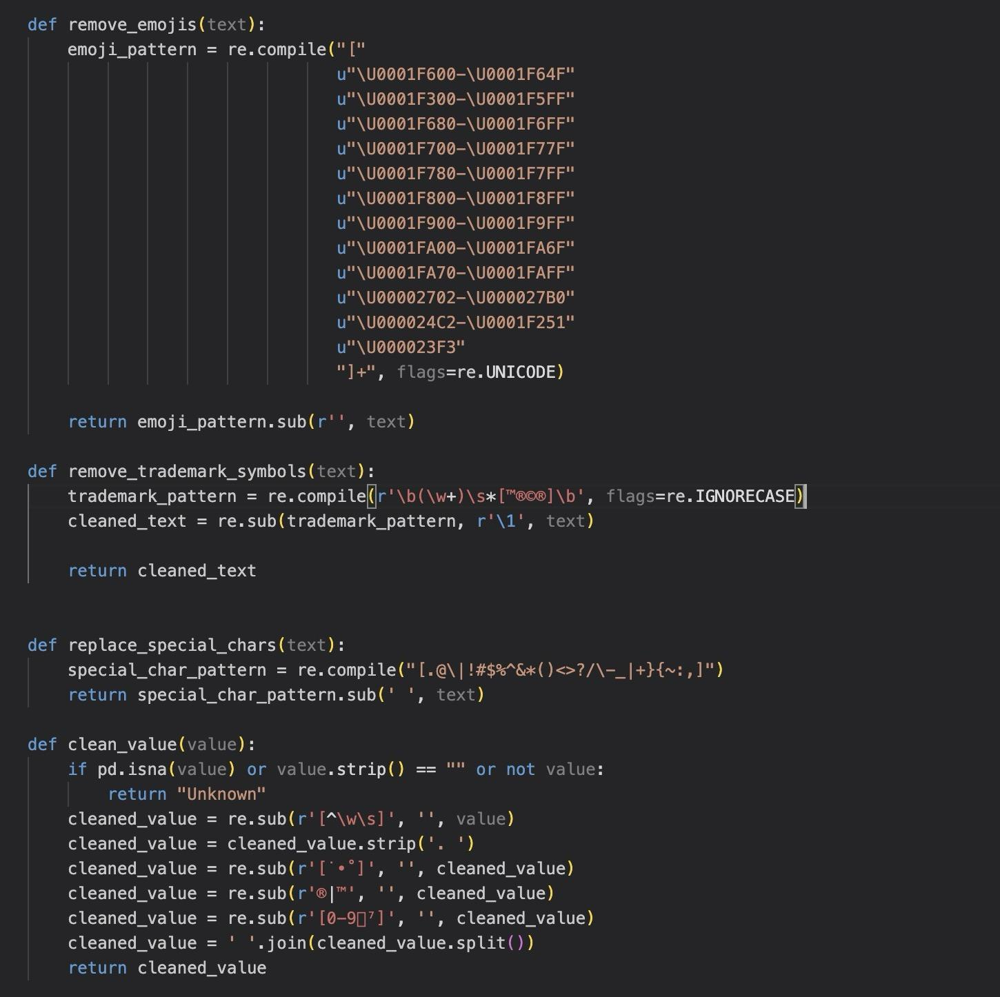 def remove_emojis(text):
    emoji_pattern = re.compile("["
                               u"\U0001F600-\U0001F64F"
                               u"\U0001F300-\U0001F5FF"
                               u"\U0001F680-\U0001F6FF"
                               u"\U0001F700-\U0001F77F"
                               u"\U0001F780-\U0001F7FF"
                               u"\U0001F800-\U0001F8FF"
                               u"\U0001F900-\U0001F9FF"
                               u"\U0001FA00-\U0001FA6F"
                               u"\U0001FA70-\U0001FAFF"
                               u"\U00002702-\U000027B0"
                               u"\U000024C2-\U0001F251"
                               u"\U000023F3"
                               "]+", flags=re.UNICODE)
    return emoji_pattern.sub(r'', text)
def remove_trademark_symbols(text):
    trademark_pattern = re.compile(r'\b(\w+)\s*[™®©®]\b', flags=re.IGNORECASE)
    cleaned_text = re.sub(trademark_pattern, r'\1', text)
    return cleaned_text
def replace_special_chars(text):
    special_char_pattern = re.compile("[.@\|!#$%^&*()<>?/\-_|+}{~:,]")
    return special_char_pattern.sub(' ', text)
def clean_value(value):
    if pd.isna(value) or value.strip() == "" or not value:
        return "Unknown"
    cleaned_value = re.sub(r'[^\w\s]', '', value)
    cleaned_value = cleaned_value.strip('. ')
    cleaned_value = re.sub(r'[˙•˚]', '', cleaned_value)
    cleaned_value = re.sub(r'®|™', '', cleaned_value)
    cleaned_value = re.sub(r'[0-9⁷]', '', cleaned_value)
    cleaned_value = ' '.join(cleaned_value.split())
    return cleaned_value